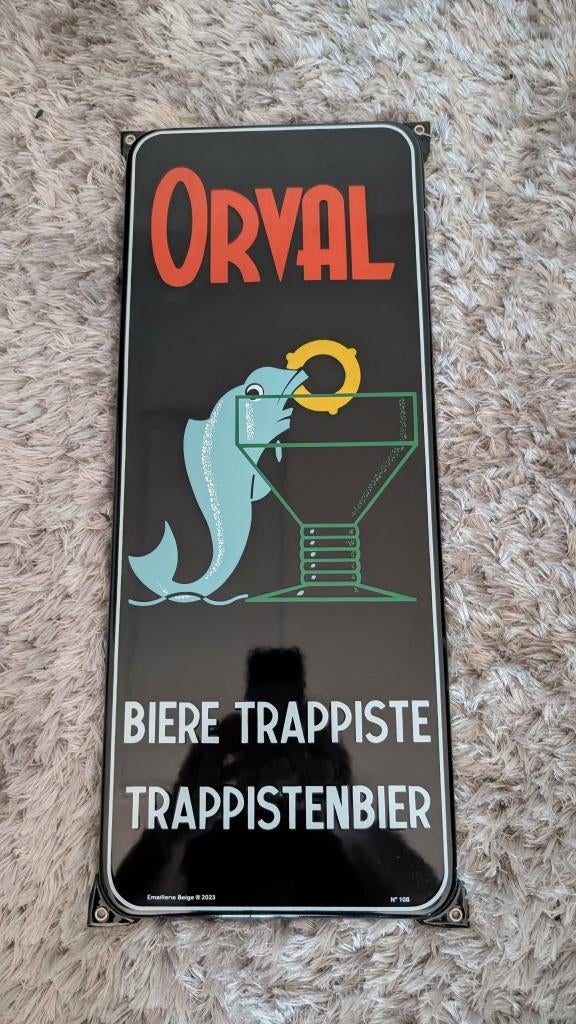 ORVAL
BIERE TRAPPISTE
TRAPPISTENBIER
Emaillerie Belge ® 2023 N° 108